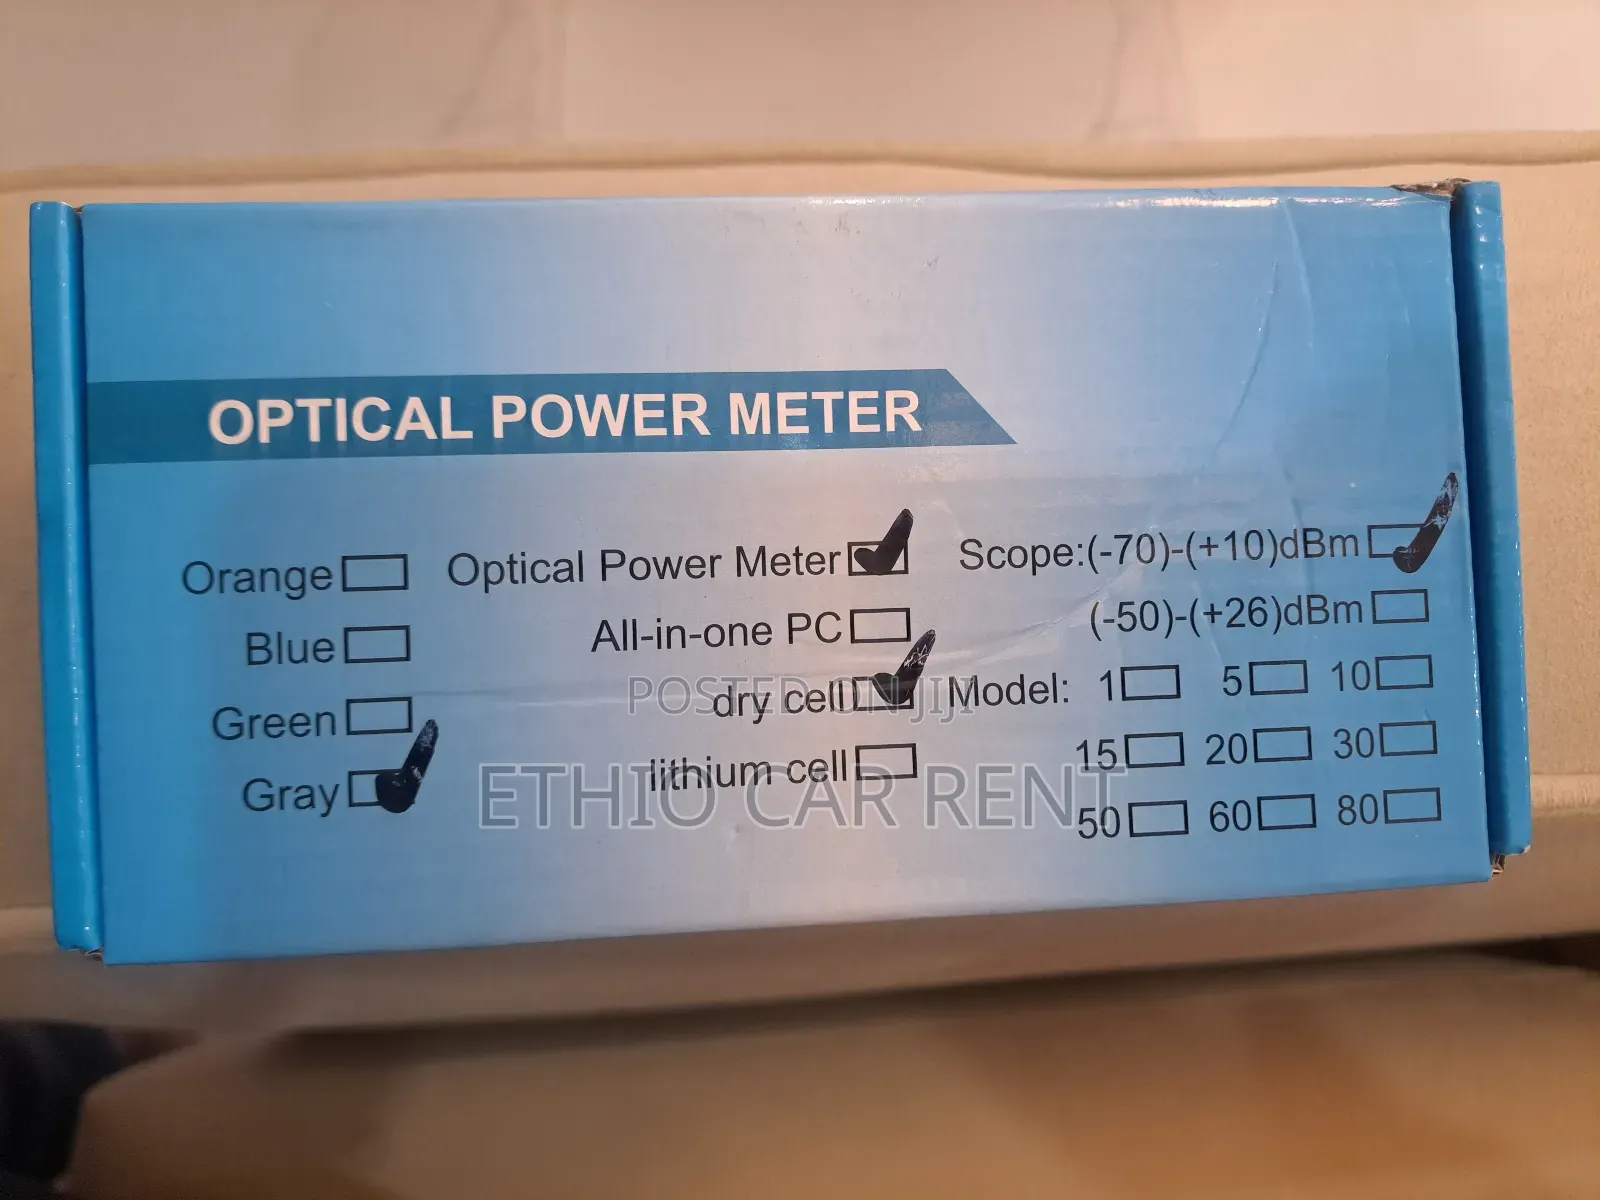 OPTICAL POWER METER
Orange
Blue
Green
Gray
Optical Power Meter
All-in-one PC
dry cell
lithium cell
Scope:(-70)-(+10)dBm
(-50)-(+26)dBm
Model: 1 5 10
15 20 30
50 60 80
POSTED ON JIJI
ETHIO CAR RENT